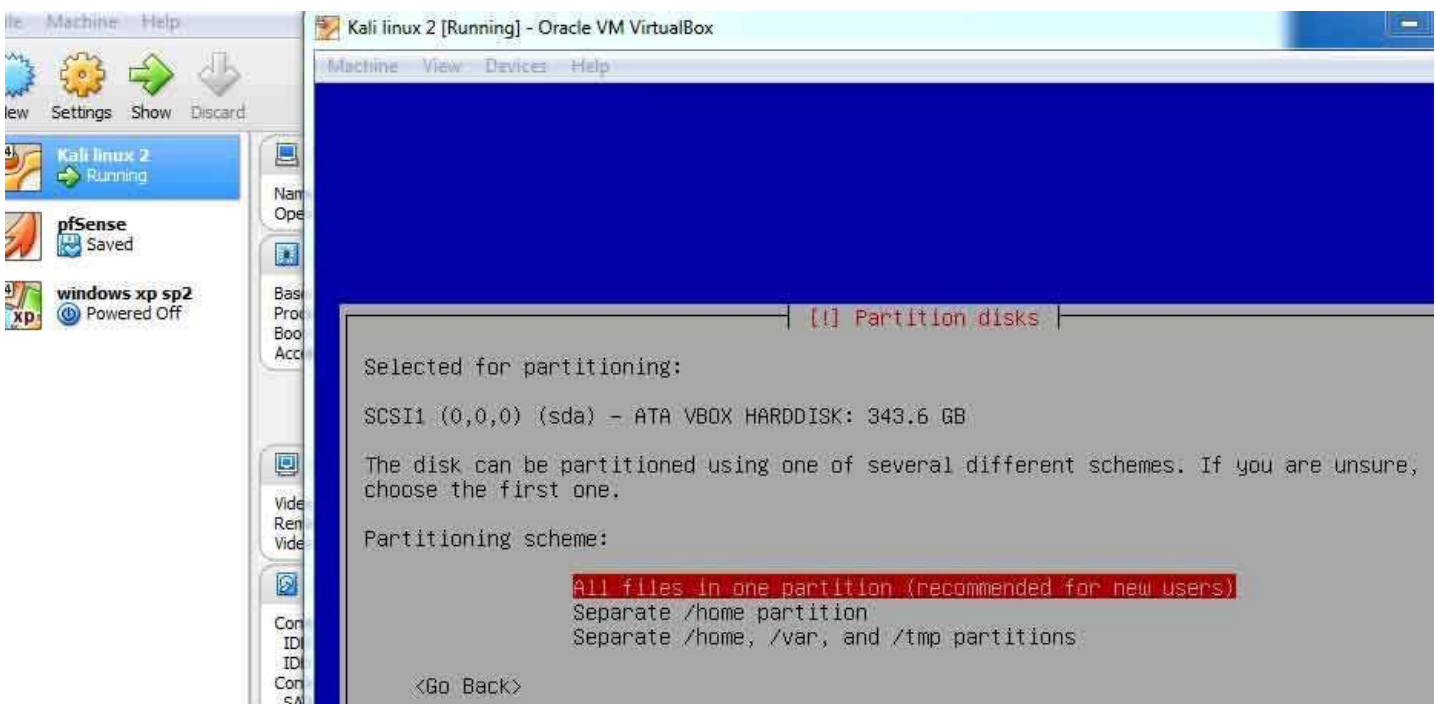 Machine Help
Kali linux 2 [Running] - Oracle VM VirtualBox
Machine View Devices Help
Settings Show Discard
Kali linux 2
Running
pfSense
Saved
windows xp sp2
Powered Off
xp
[!] Partition disks
Selected for partitioning:
SCSI1 (0,0,0) (sda) - ATA VBOX HARDDISK: 343.6 GB
The disk can be partitioned using one of several different schemes. If you are unsure,
choose the first one.
Partitioning scheme:
All files in one partition (recommended for new users)
Separate /home partition
Separate /home, /var, and /tmp partitions
<Go Back>